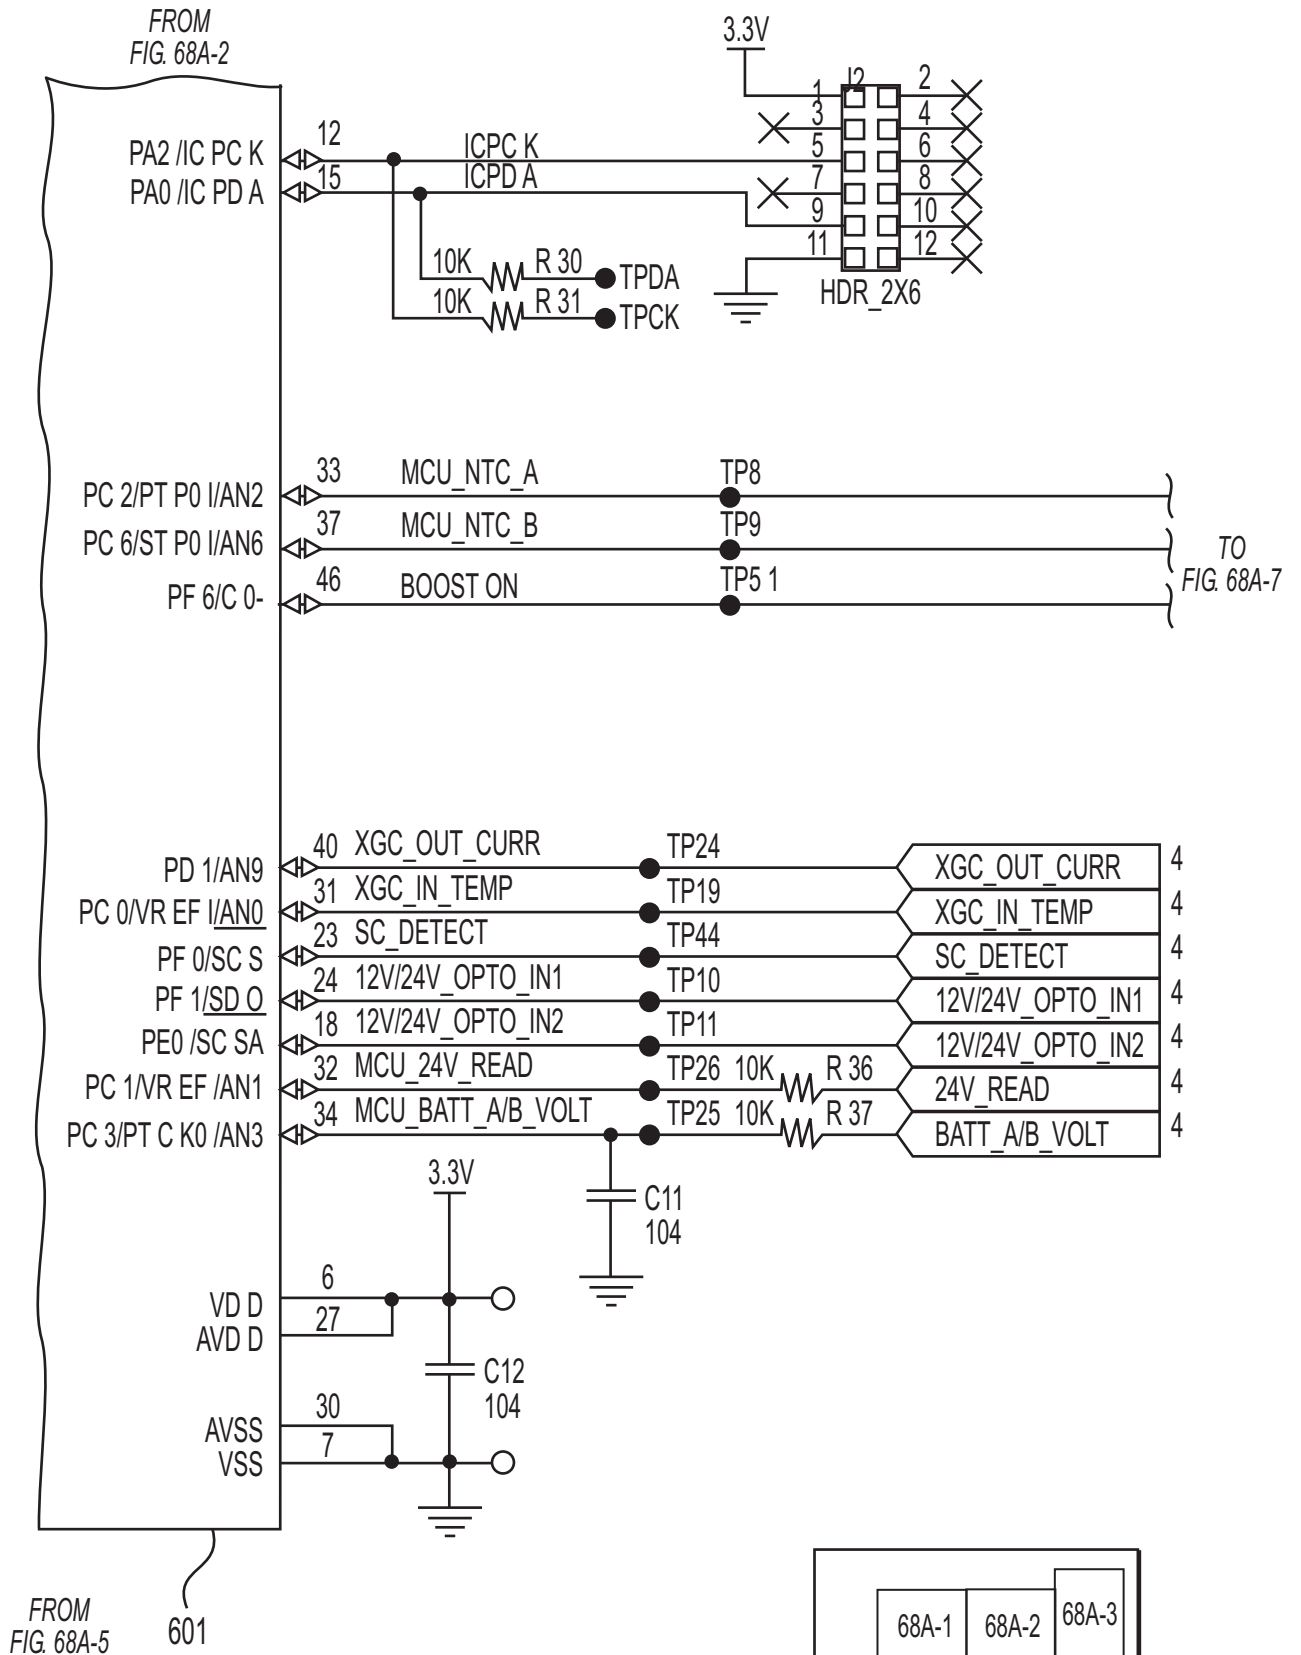 FROM
FIG. 68A-2
3.3V
J2
1 2
3 4
5 6
7 8
9 10
11 12
HDR_2X6
PA2 /IC PC K 12 ICPC K
PA0 /IC PD A 15 ICPD A
10K R 30 TPDA
10K R 31 TPCK
PC 2/PT P0 I/AN2 33 MCU_NTC_A TP8
PC 6/ST P0 I/AN6 37 MCU_NTC_B TP9
PF 6/C 0- 46 BOOST ON TP5 1
TO
FIG. 68A-7
PD 1/AN9 40 XGC_OUT_CURR TP24 XGC_OUT_CURR 4
PC 0/VR EF I/AN0 31 XGC_IN_TEMP TP19 XGC_IN_TEMP 4
PF 0/SC S 23 SC_DETECT TP44 SC_DETECT 4
PF 1/SD O 24 12V/24V_OPTO_IN1 TP10 12V/24V_OPTO_IN1 4
PE0 /SC SA 18 12V/24V_OPTO_IN2 TP11 12V/24V_OPTO_IN2 4
PC 1/VR EF /AN1 32 MCU_24V_READ TP26 10K R 36 24V_READ 4
PC 3/PT C K0 /AN3 34 MCU_BATT_A/B_VOLT TP25 10K R 37 BATT_A/B_VOLT 4
3.3V
C11
104
VD D 6
AVD D 27
C12
104
AVSS 30
VSS 7
601
FROM
FIG. 68A-5
68A-1 68A-2 68A-3